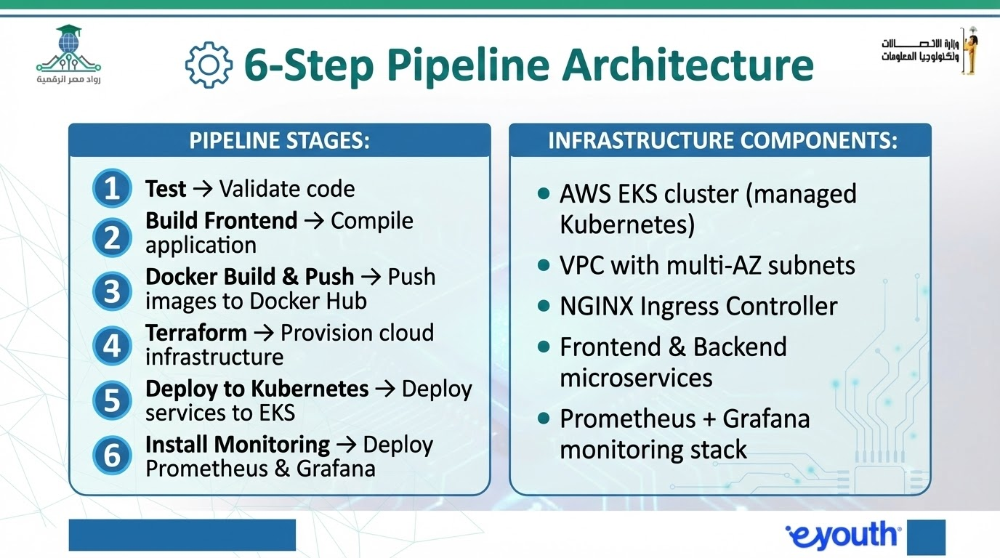 رواد مصر الرقمية
6-Step Pipeline Architecture
وزارة الاتصالات
وتكنولوجيا المعلومات
PIPELINE STAGES:
1 Test → Validate code
2 Build Frontend → Compile
application
3 Docker Build & Push → Push
images to Docker Hub
4 Terraform → Provision cloud
infrastructure
5 Deploy to Kubernetes → Deploy
services to EKS
6 Install Monitoring → Deploy
Prometheus & Grafana
INFRASTRUCTURE COMPONENTS:
• AWS EKS cluster (managed
Kubernetes)
• VPC with multi-AZ subnets
• NGINX Ingress Controller
• Frontend & Backend
microservices
• Prometheus + Grafana
monitoring stack
eyouth